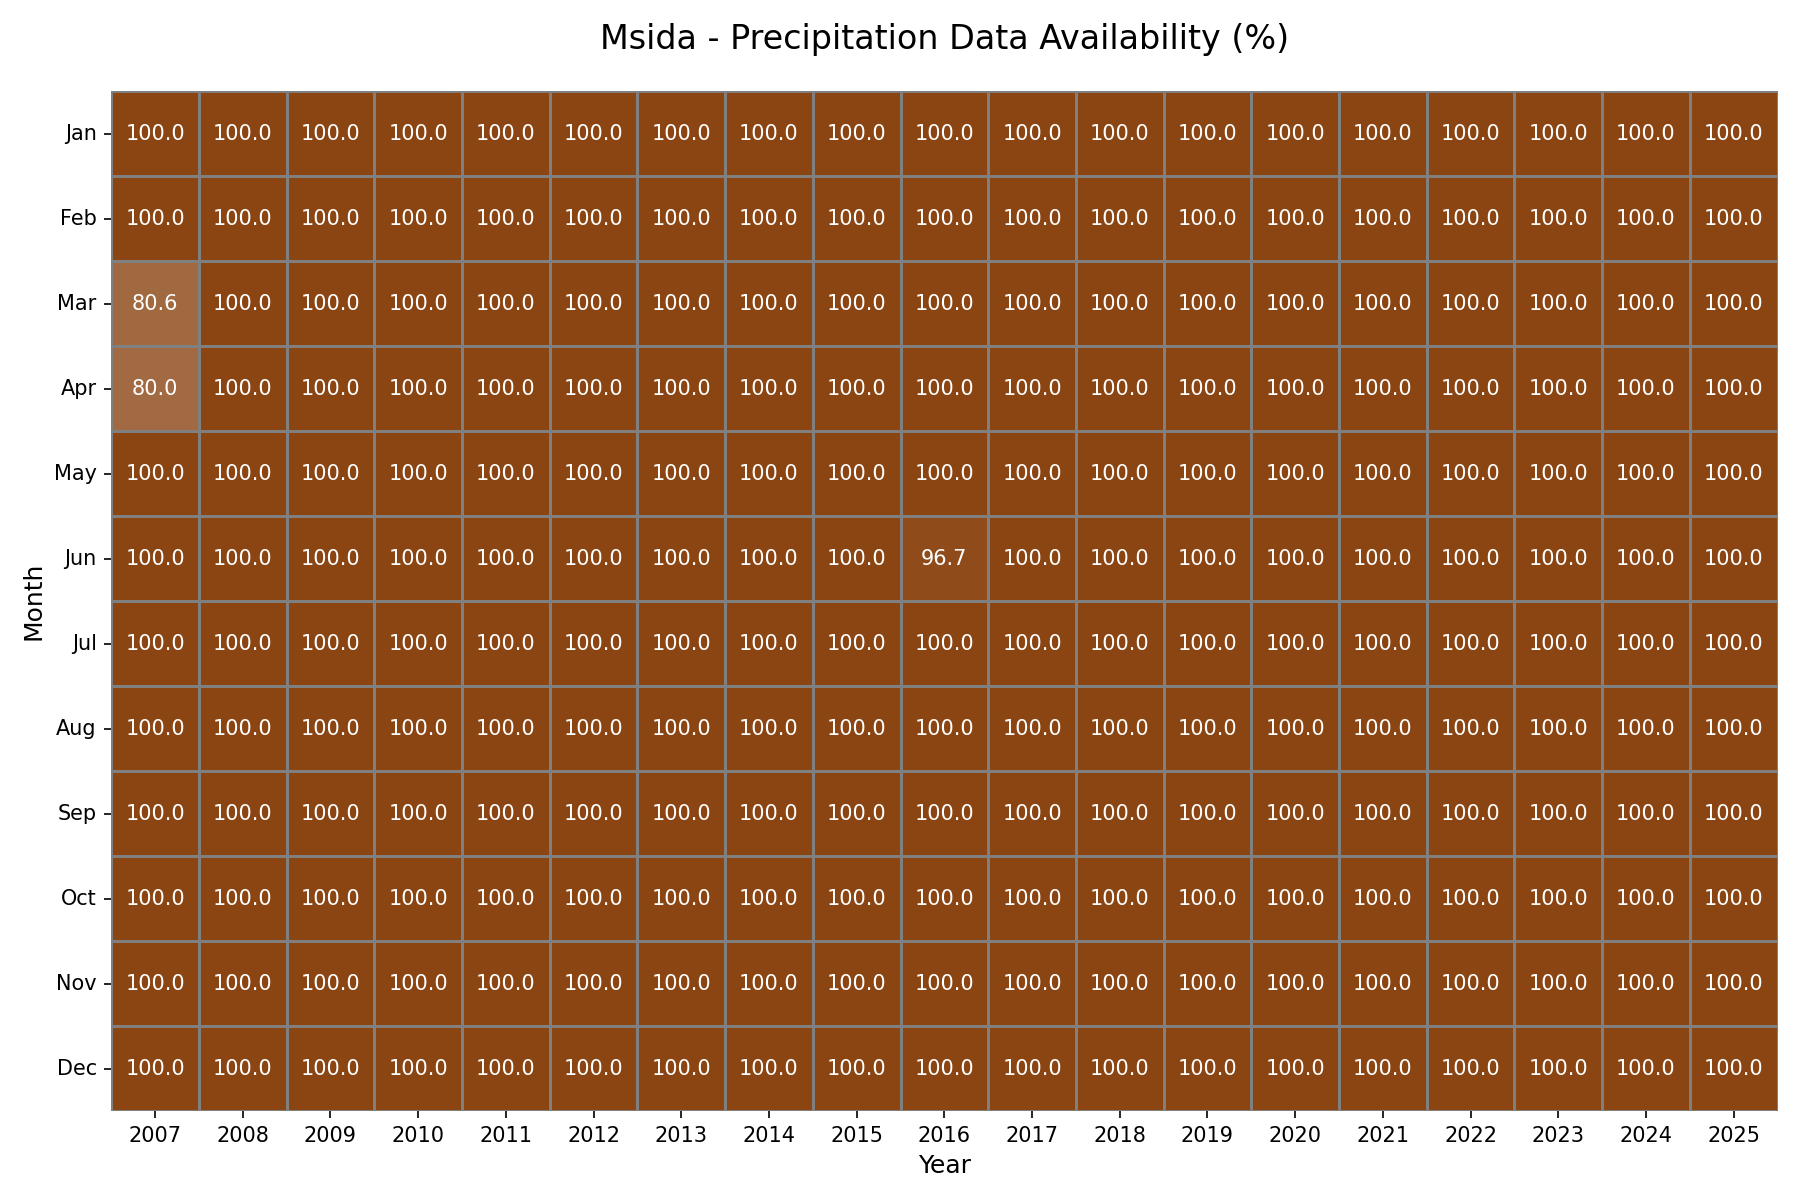 Msida - Precipitation Data Availability (%)
Jan 100.0 100.0 100.0 100.0 100.0 100.0 100.0 100.0 100.0 100.0 100.0 100.0 100.0 100.0 100.0 100.0 100.0 100.0 100.0
Feb 100.0 100.0 100.0 100.0 100.0 100.0 100.0 100.0 100.0 100.0 100.0 100.0 100.0 100.0 100.0 100.0 100.0 100.0 100.0
Mar 80.6 100.0 100.0 100.0 100.0 100.0 100.0 100.0 100.0 100.0 100.0 100.0 100.0 100.0 100.0 100.0 100.0 100.0 100.0
Apr 80.0 100.0 100.0 100.0 100.0 100.0 100.0 100.0 100.0 100.0 100.0 100.0 100.0 100.0 100.0 100.0 100.0 100.0 100.0
May 100.0 100.0 100.0 100.0 100.0 100.0 100.0 100.0 100.0 100.0 100.0 100.0 100.0 100.0 100.0 100.0 100.0 100.0 100.0
Jun 100.0 100.0 100.0 100.0 100.0 100.0 100.0 100.0 100.0 96.7 100.0 100.0 100.0 100.0 100.0 100.0 100.0 100.0 100.0
Jul 100.0 100.0 100.0 100.0 100.0 100.0 100.0 100.0 100.0 100.0 100.0 100.0 100.0 100.0 100.0 100.0 100.0 100.0 100.0
Aug 100.0 100.0 100.0 100.0 100.0 100.0 100.0 100.0 100.0 100.0 100.0 100.0 100.0 100.0 100.0 100.0 100.0 100.0 100.0
Sep 100.0 100.0 100.0 100.0 100.0 100.0 100.0 100.0 100.0 100.0 100.0 100.0 100.0 100.0 100.0 100.0 100.0 100.0 100.0
Oct 100.0 100.0 100.0 100.0 100.0 100.0 100.0 100.0 100.0 100.0 100.0 100.0 100.0 100.0 100.0 100.0 100.0 100.0 100.0
Nov 100.0 100.0 100.0 100.0 100.0 100.0 100.0 100.0 100.0 100.0 100.0 100.0 100.0 100.0 100.0 100.0 100.0 100.0 100.0
Dec 100.0 100.0 100.0 100.0 100.0 100.0 100.0 100.0 100.0 100.0 100.0 100.0 100.0 100.0 100.0 100.0 100.0 100.0 100.0
Month
2007 2008 2009 2010 2011 2012 2013 2014 2015 2016 2017 2018 2019 2020 2021 2022 2023 2024 2025
Year